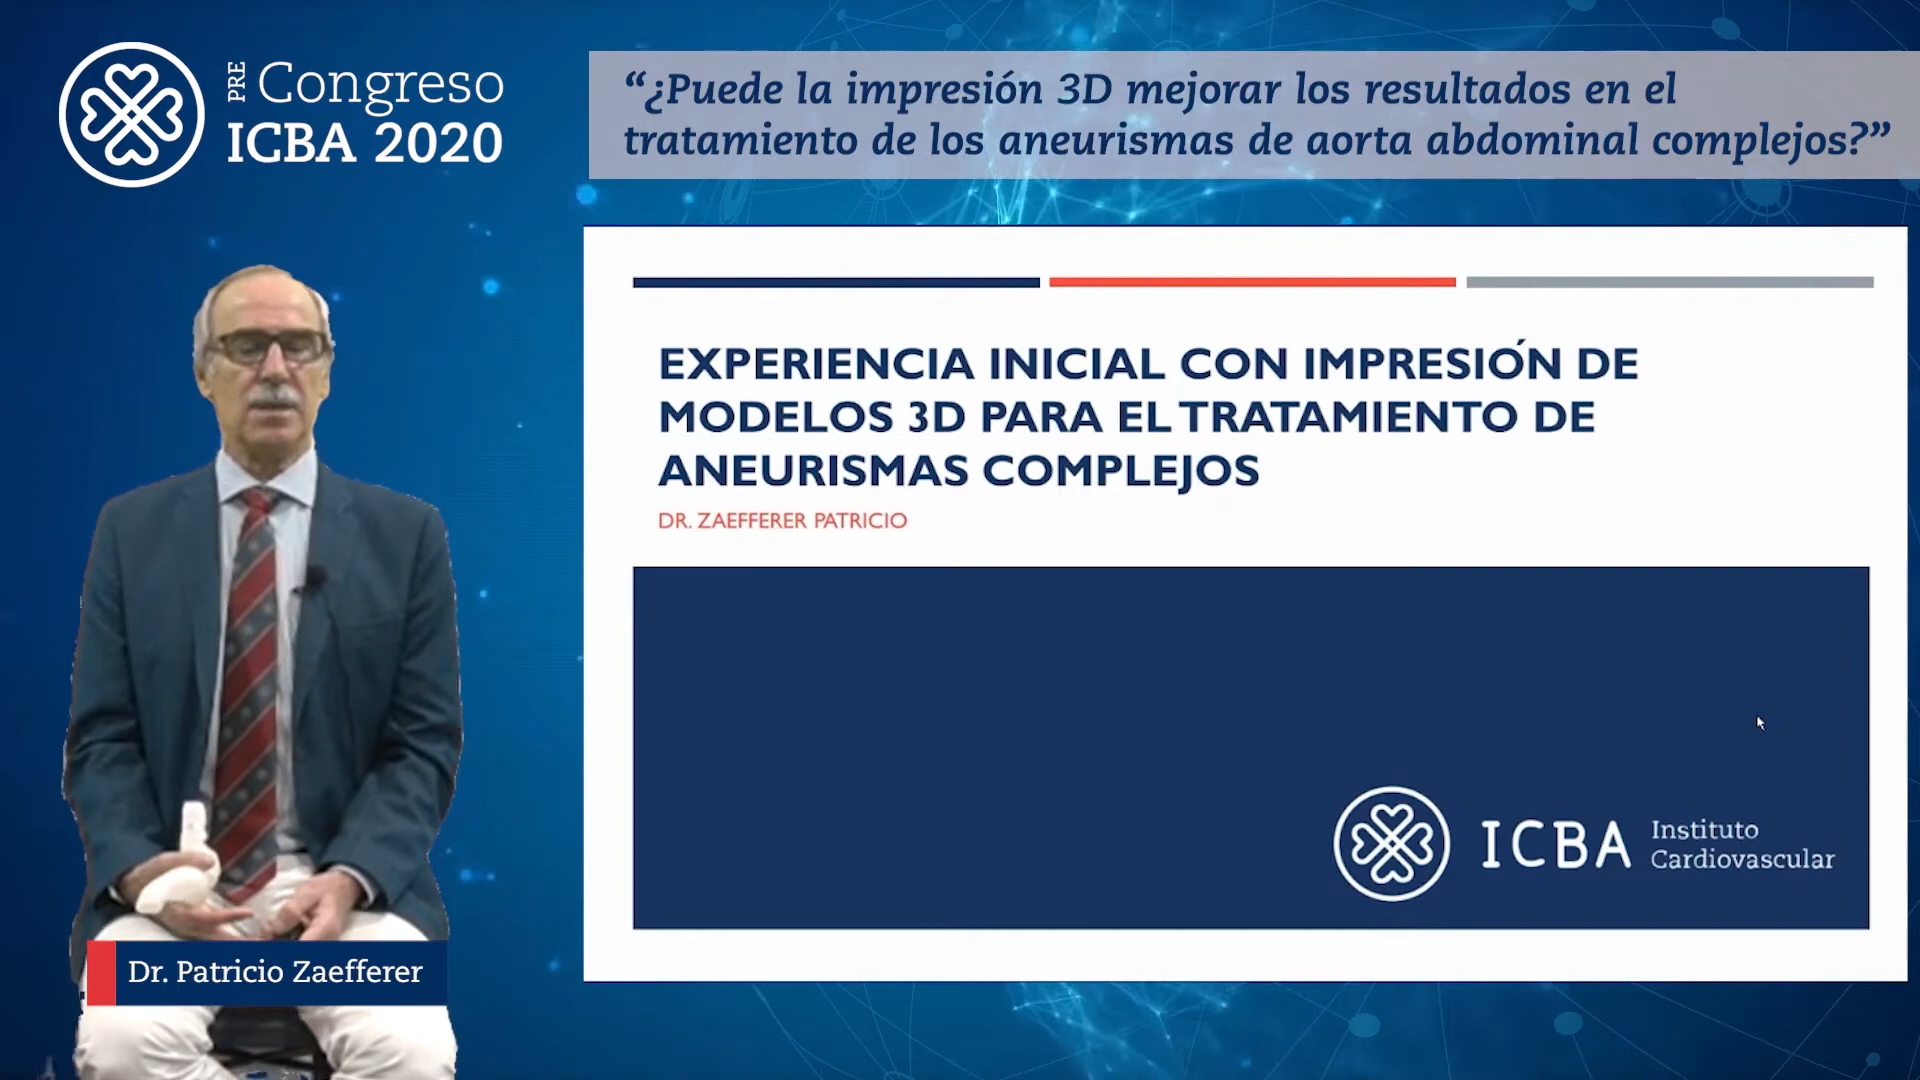 PRE
Congreso
ICBA 2020
“¿Puede la impresión 3D mejorar los resultados en el
tratamiento de los aneurismas de aorta abdominal complejos?”
EXPERIENCIA INICIAL CON IMPRESIÓN DE
MODELOS 3D PARA EL TRATAMIENTO DE
ANEURISMAS COMPLEJOS
DR. ZAEFFERER PATRICIO
ICBA
Instituto
Cardiovascular
Dr. Patricio Zaefferer